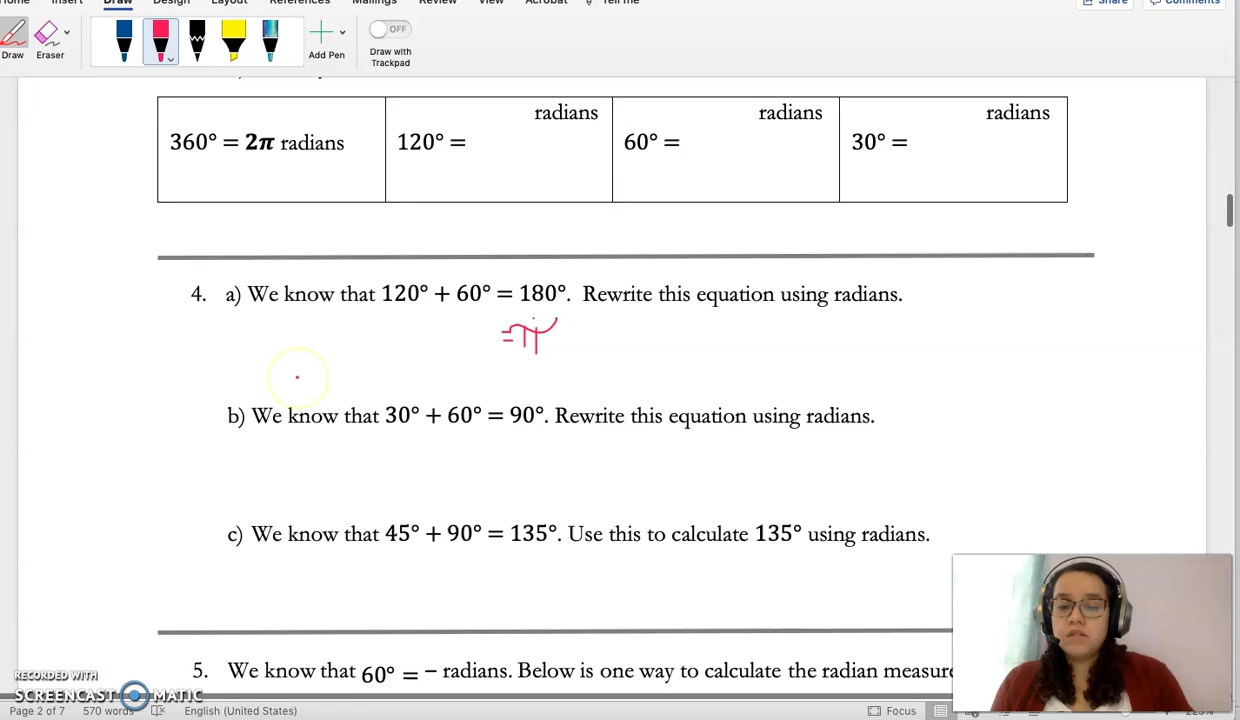 Home Insert Draw Design Layout References Mailings Review View Acrobat Tell me Share Comments
Draw Eraser Add Pen OFF Draw with Trackpad
360° = 2π radians 120° = radians 60° = radians 30° = radians
4. a) We know that 120° + 60° = 180°. Rewrite this equation using radians.
= π
b) We know that 30° + 60° = 90°. Rewrite this equation using radians.
c) We know that 45° + 90° = 135°. Use this to calculate 135° using radians.
5. We know that 60° = – radians. Below is one way to calculate the radian measure
RECORDED WITH
SCREENCAST MATIC
Page 2 of 7 570 words English (United States) Focus